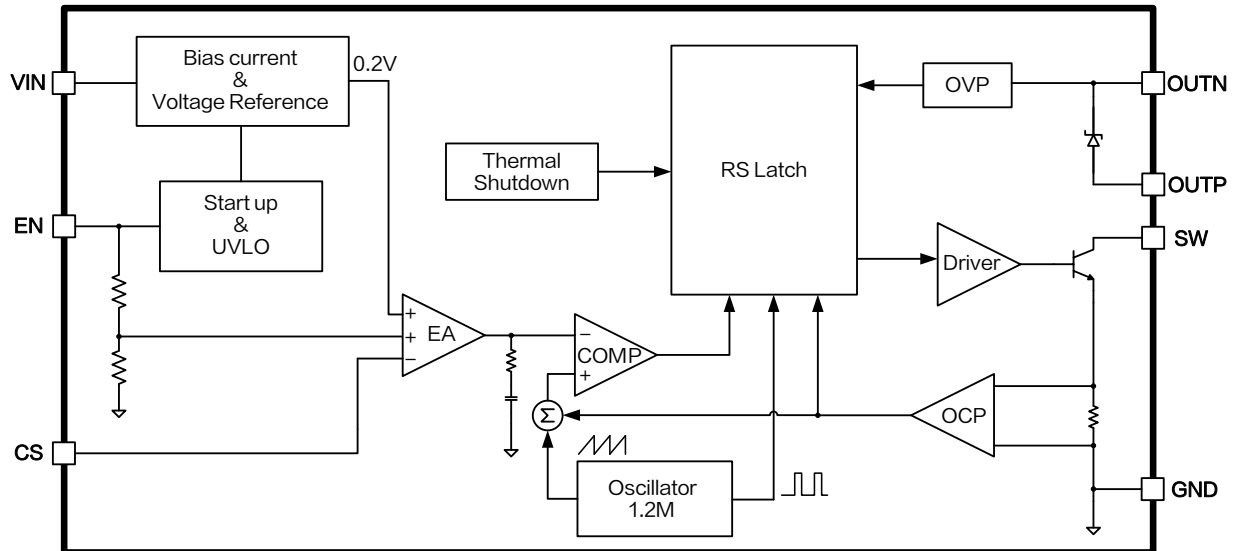 VIN
Bias current
&
Voltage Reference
0.2V
EN
Start up
&
UVLO
Thermal
Shutdown
RS Latch
OVP
OUTN
OUTP
SW
Driver
+
+
−
EA
−
+
COMP
Σ
OCP
CS
Oscillator
1.2M
GND